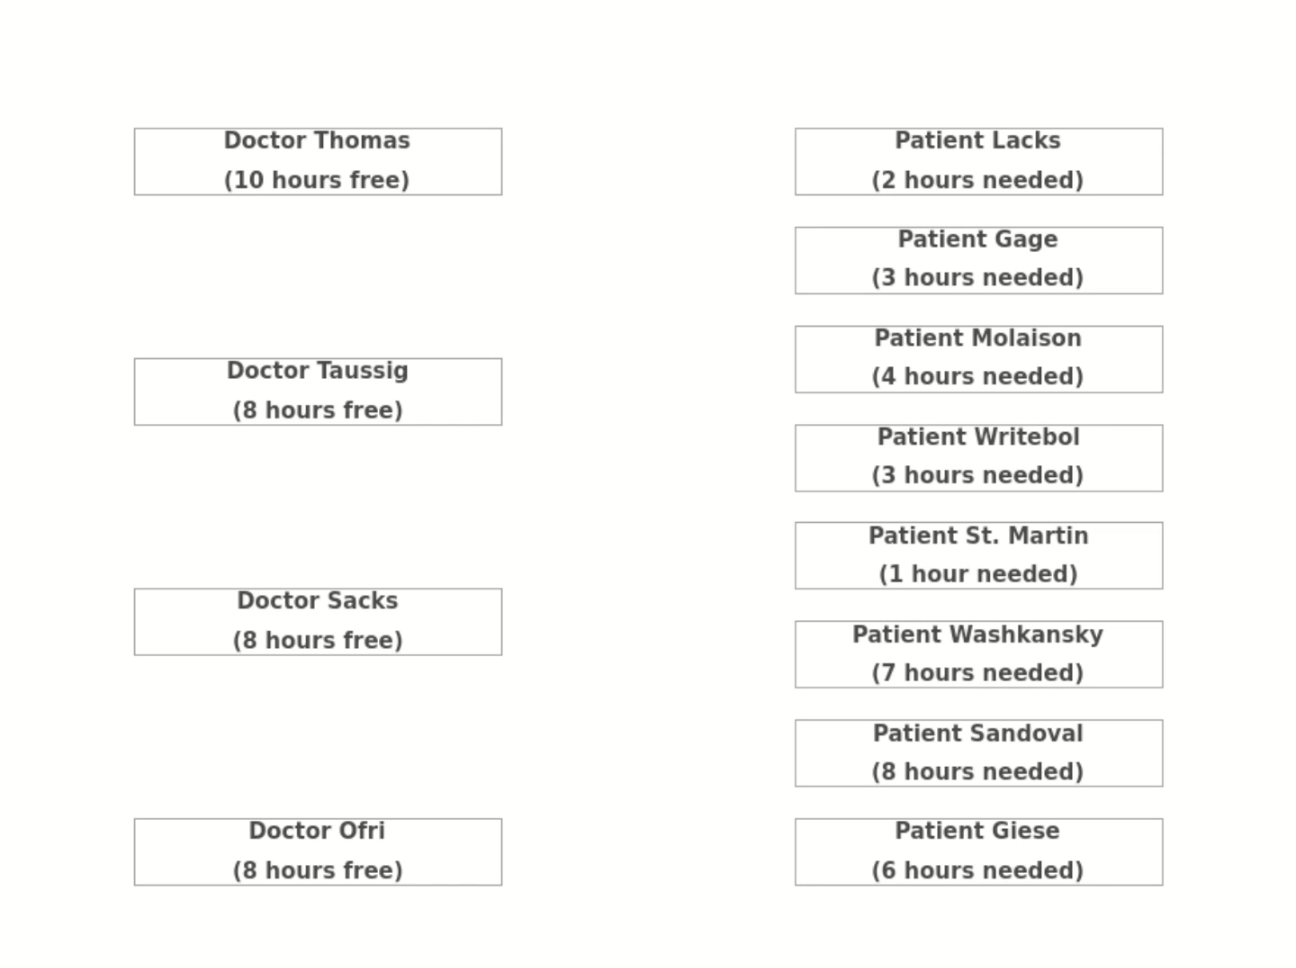 Doctor Thomas
(10 hours free)
Doctor Taussig
(8 hours free)
Doctor Sacks
(8 hours free)
Doctor Ofri
(8 hours free)
Patient Lacks
(2 hours needed)
Patient Gage
(3 hours needed)
Patient Molaison
(4 hours needed)
Patient Writebol
(3 hours needed)
Patient St. Martin
(1 hour needed)
Patient Washkansky
(7 hours needed)
Patient Sandoval
(8 hours needed)
Patient Giese
(6 hours needed)